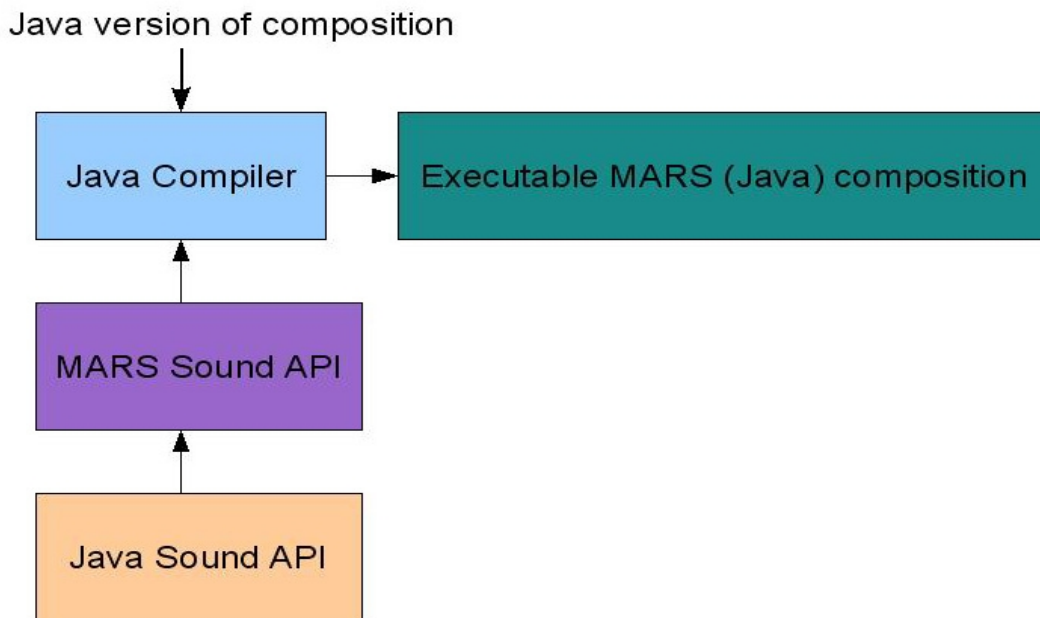 Java version of composition
Java Compiler
Executable MARS (Java) composition
MARS Sound API
Java Sound API